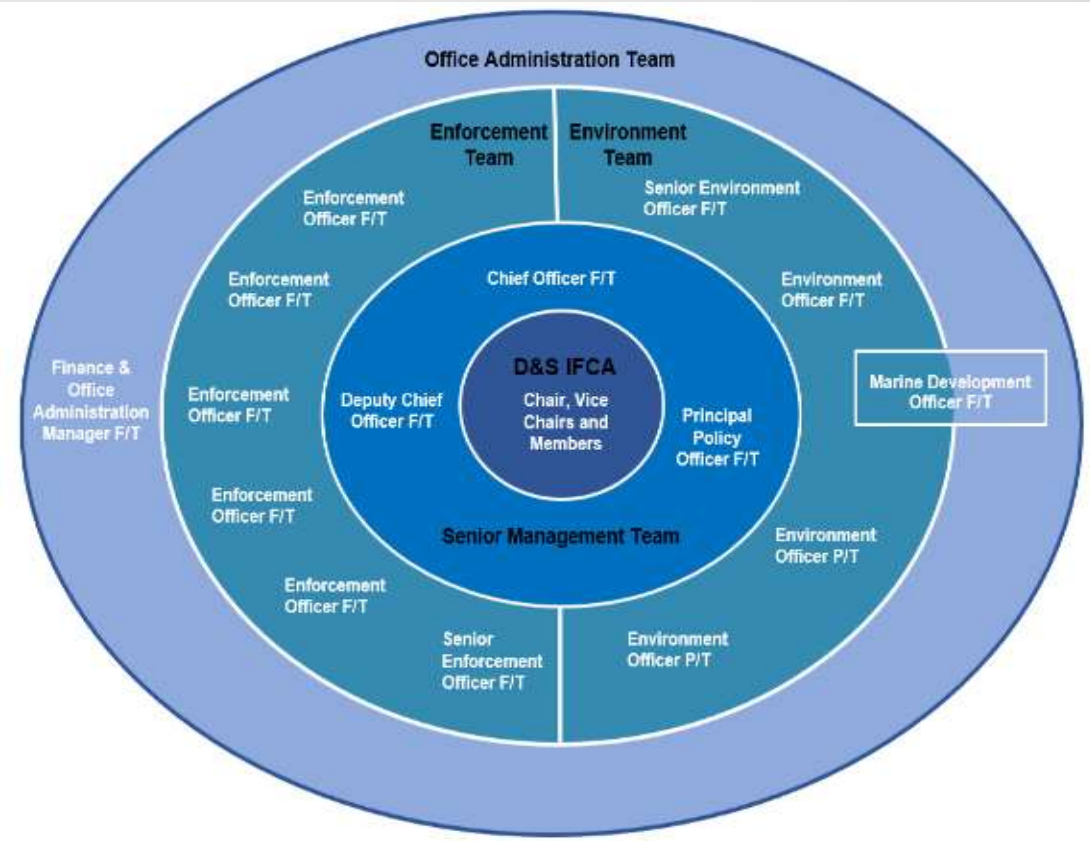 Office Administration Team
Enforcement
Team
Environment
Team
Enforcement
Officer F/T
Senior Environment
Officer F/T
Enforcement
Officer F/T
Chief Officer F/T
Environment
Officer F/T
Finance &
Office
Administration
Manager F/T
Enforcement
Officer F/T
Deputy Chief
Officer F/T
D&S IFCA
Chair, Vice
Chairs and
Members
Principal
Policy
Officer F/T
Marine Development
Officer F/T
Enforcement
Officer F/T
Senior Management Team
Environment
Officer P/T
Enforcement
Officer F/T
Senior
Enforcement
Officer F/T
Environment
Officer P/T